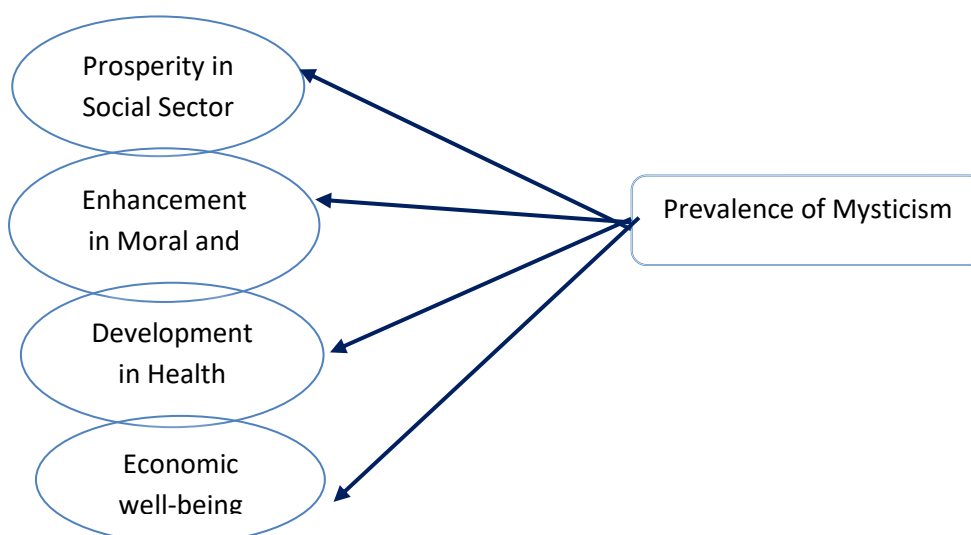 Prosperity in
Social Sector
Enhancement
in Moral and
Development
in Health
Economic
well-being
Prevalence of Mysticism